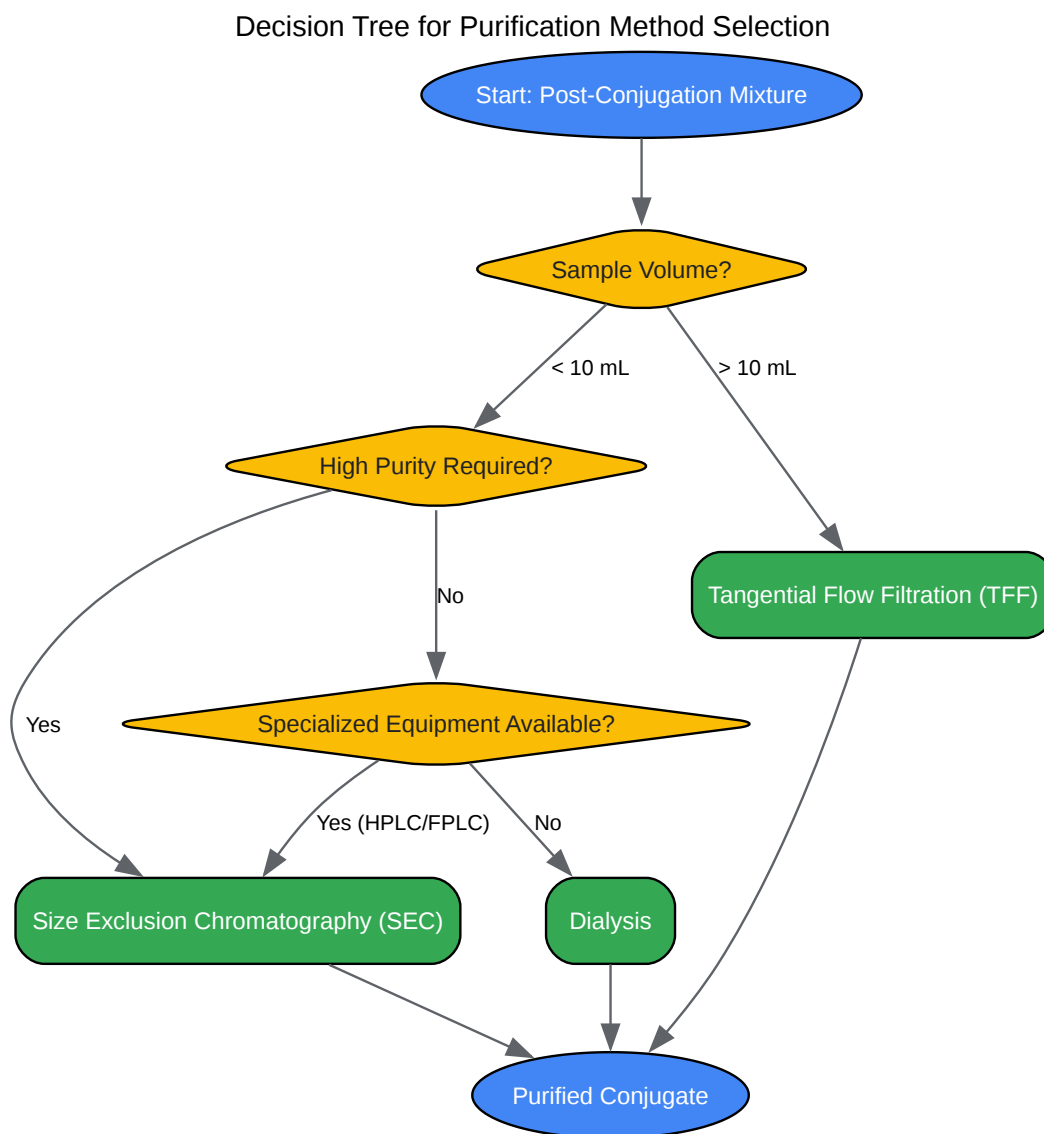 Decision Tree for Purification Method Selection
Start: Post-Conjugation Mixture
Sample Volume?
< 10 mL
> 10 mL
High Purity Required?
Tangential Flow Filtration (TFF)
No
Yes
Specialized Equipment Available?
Yes (HPLC/FPLC)
No
Size Exclusion Chromatography (SEC)
Dialysis
Purified Conjugate